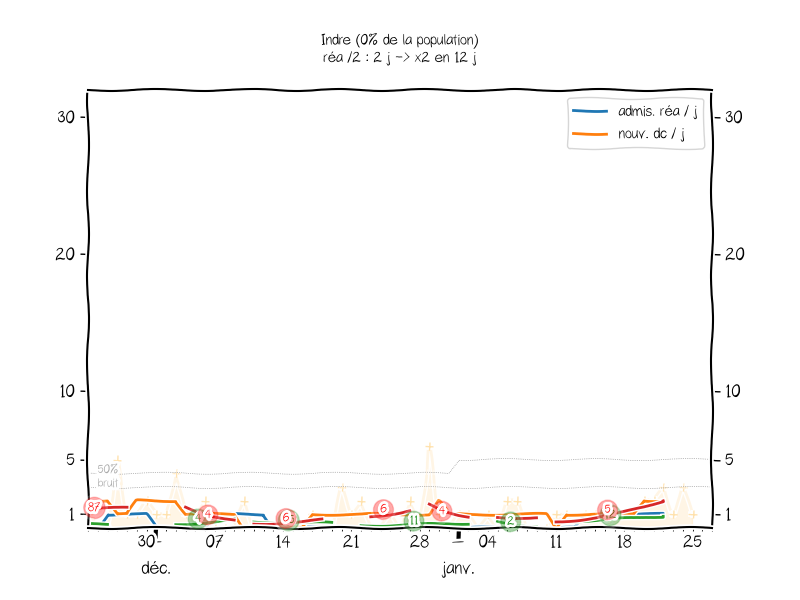 Indre (0% de la population)
réa /2 : 2 j -> x2 en 12 j
admis. réa / j
nouv. dc / j
30 30
20 20
10 10
5 5
50%
bruit
1 1
87 4 6 6 11 4 2 5
30 07 14 21 28 04 11 18 25
déc. janv.